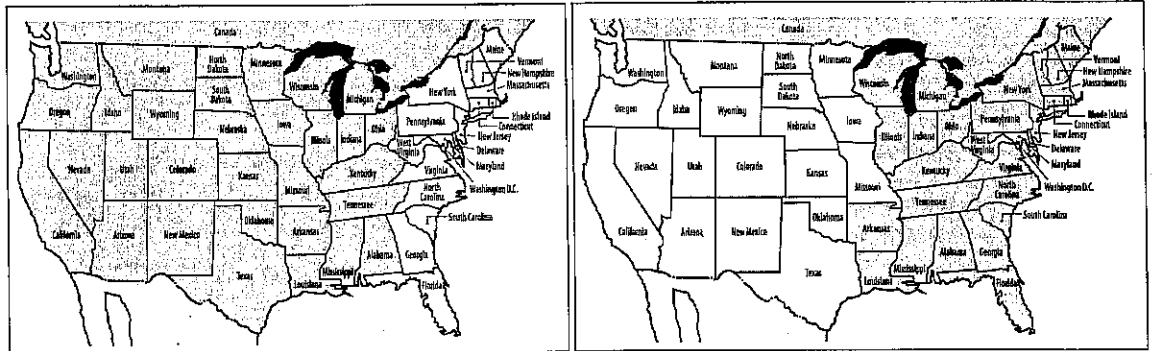 Canada
Washington
Montana
North
Dakota
Minnesota
Maine
Vermont
New Hampshire
Massachusetts
Oregon
Idaho
Wyoming
South
Dakota
Wisconsin
Michigan
New York
Nebraska
Iowa
Pennsylvania
Rhode Island
Connecticut
New Jersey
Nevada
Utah
Colorado
Kansas
Missouri
Illinois
Indiana
Ohio
West
Virginia
Virginia
Delaware
Maryland
Washington D.C.
Kentucky
California
Arizona
New Mexico
Oklahoma
Arkansas
Tennessee
North
Carolina
South Carolina
Texas
Louisiana
Mississippi
Alabama
Georgia
Florida
Canada
Washington
Montana
North
Dakota
Minnesota
Maine
Vermont
New Hampshire
Massachusetts
Oregon
Idaho
Wyoming
South
Dakota
Wisconsin
Michigan
New York
Nebraska
Iowa
Pennsylvania
Rhode Island
Connecticut
New Jersey
Nevada
Utah
Colorado
Kansas
Missouri
Illinois
Indiana
Ohio
West
Virginia
Virginia
Delaware
Maryland
Washington D.C.
Kentucky
California
Arizona
New Mexico
Oklahoma
Arkansas
Tennessee
North
Carolina
South Carolina
Texas
Louisiana
Mississippi
Alabama
Georgia
Florida